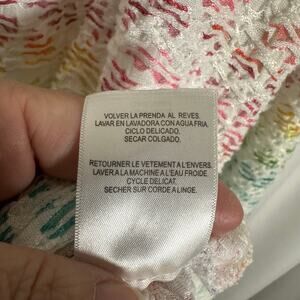 VOLVER LA PRENDA AL REVES.
LAVAR EN LAVADORA CON AGUA FRIA,
CICLO DELICADO.
SECAR COLGADO.
RETOURNER LE VETEMENT A L'ENVERS.
LAVER A LA MACHINE A L'EAU FROIDE.
CYCLE DELICAT.
SECHER SUR CORDE A LINGE.